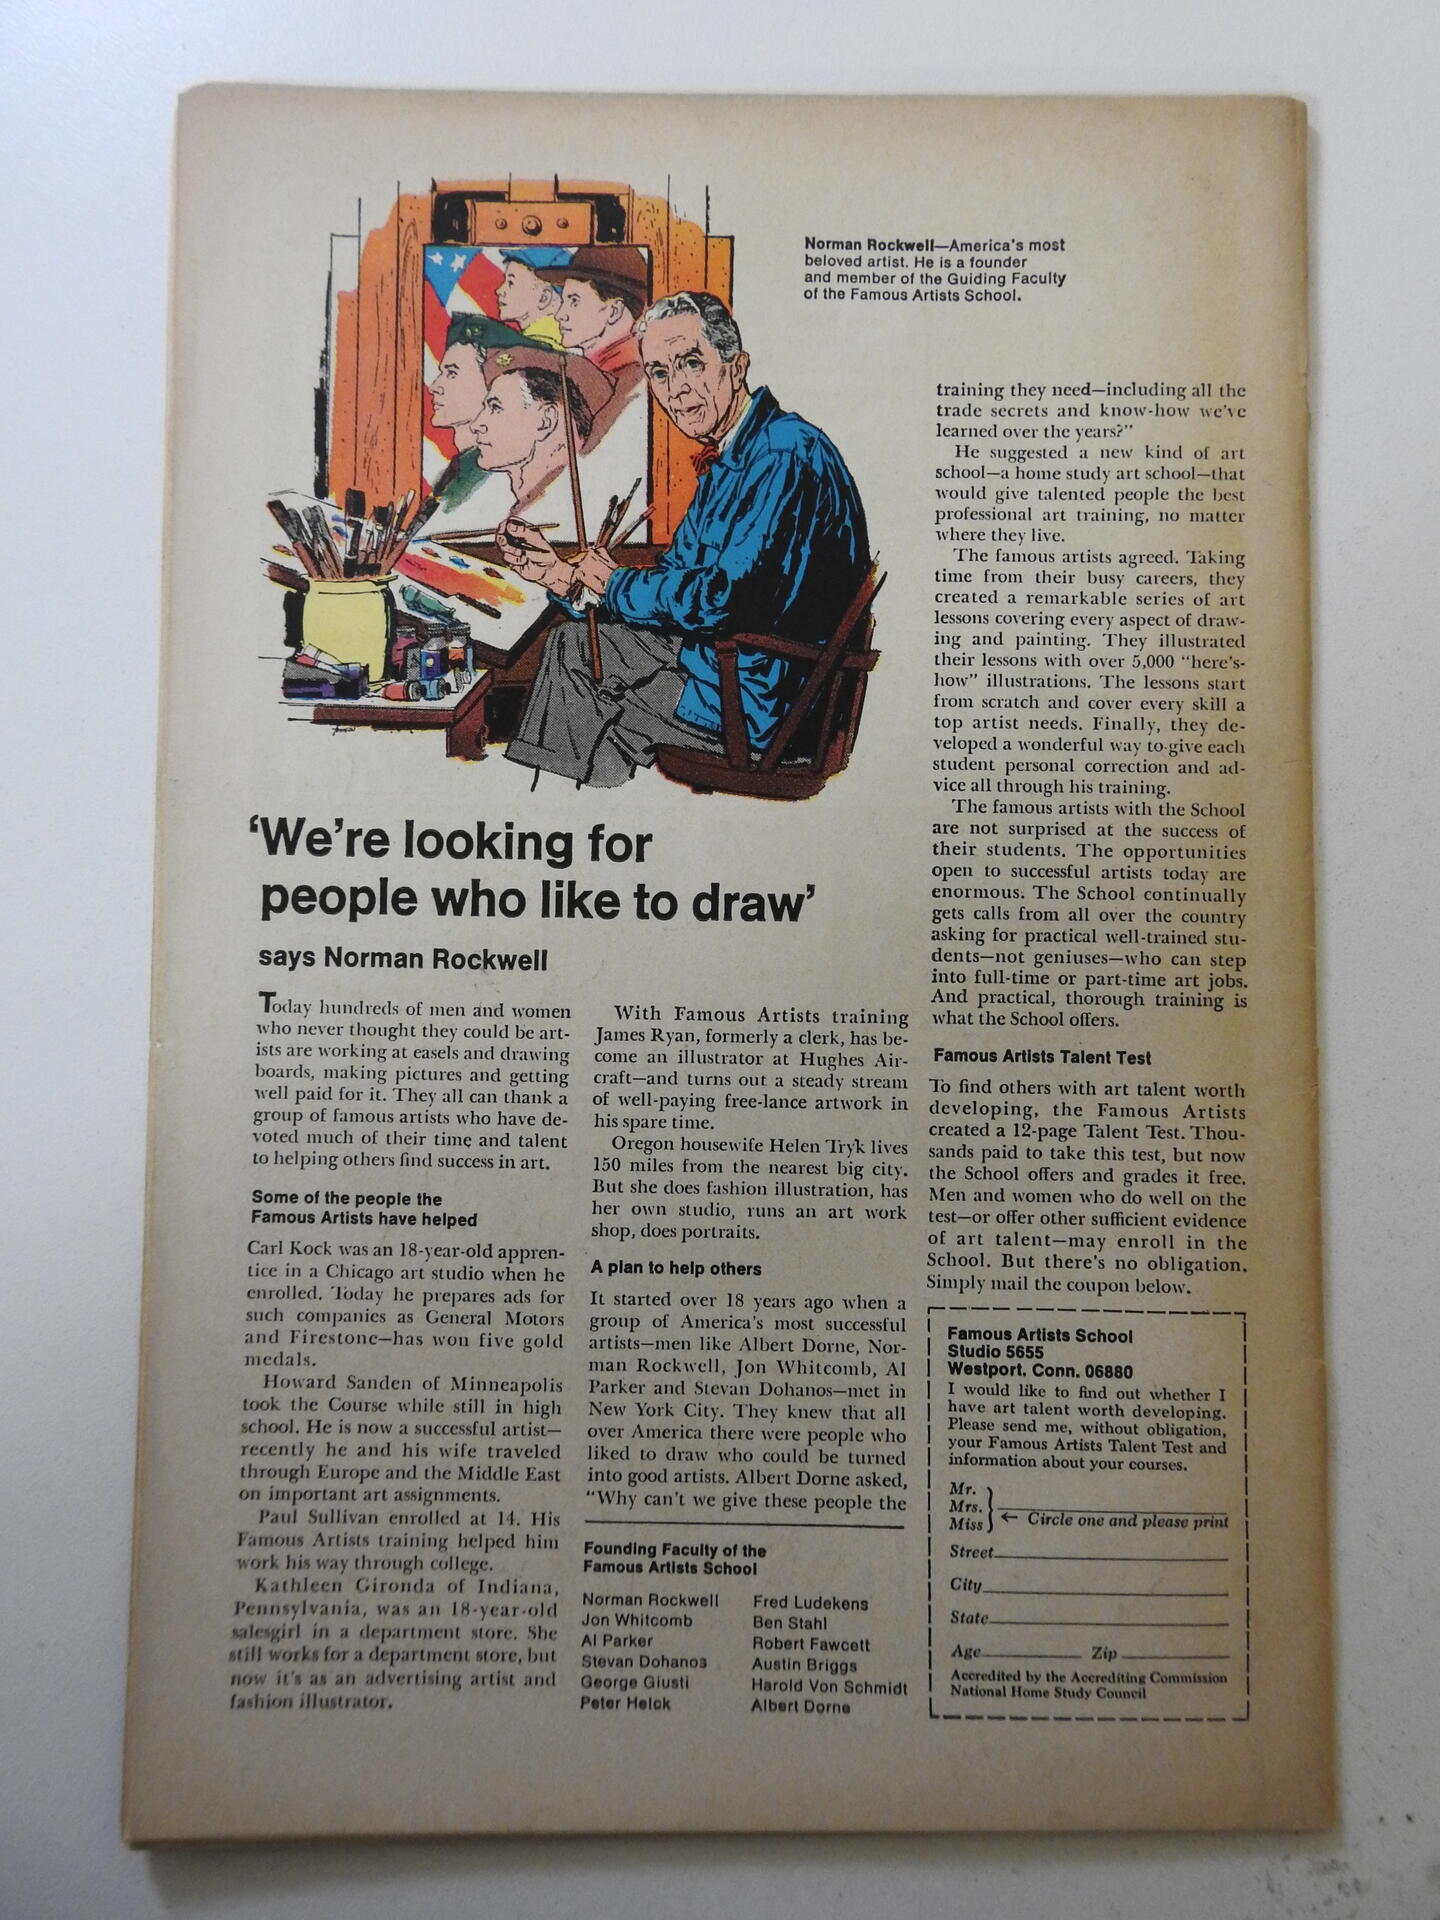 Norman Rockwell—America's most
beloved artist. He is a founder
and member of the Guiding Faculty
of the Famous Artists School.
'We're looking for
people who like to draw'
says Norman Rockwell
Today hundreds of men and women
who never thought they could be art-
ists are working at easels and drawing
boards, making pictures and getting
well paid for it. They all can thank a
group of famous artists who have de-
voted much of their time and talent
to helping others find success in art.
Some of the people the
Famous Artists have helped
Carl Kock was an 18-year-old appren-
tice in a Chicago art studio when he
enrolled. Today he prepares ads for
such companies as General Motors
and Firestone—has won five gold
medals.
Howard Sanden of Minneapolis
took the Course while still in high
school. He is now a successful artist—
recently he and his wife traveled
through Europe and the Middle East
on important art assignments.
Paul Sullivan enrolled at 14. His
Famous Artists training helped him
work his way through college.
Kathleen Gironda of Indiana,
Pennsylvania, was an 18-year-old
salesgirl in a department store. She
still works for a department store, but
now it's as an advertising artist and
fashion illustrator.
With Famous Artists training
James Ryan, formerly a clerk, has be-
come an illustrator at Hughes Air-
craft—and turns out a steady stream
of well-paying free-lance artwork in
his spare time.
Oregon housewife Helen Tryk lives
150 miles from the nearest big city.
But she does fashion illustration, has
her own studio, runs an art work
shop, does portraits.
A plan to help others
It started over 18 years ago when a
group of America's most successful
artists—men like Albert Dorne, Nor-
man Rockwell, Jon Whitcomb, Al
Parker and Stevan Dohanos—met in
New York City. They knew that all
over America there were people who
liked to draw who could be turned
into good artists. Albert Dorne asked,
"Why can't we give these people the
Founding Faculty of the
Famous Artists School
Norman Rockwell
Jon Whitcomb
Al Parker
Stevan Dohanos
George Giusti
Peter Helck
Fred Ludekens
Ben Stahl
Robert Fawcett
Austin Briggs
Harold Von Schmidt
Albert Dorne
training they need—including all the
trade secrets and know-how we've
learned over the years?"
He suggested a new kind of art
school—a home study art school—that
would give talented people the best
professional art training, no matter
where they live.
The famous artists agreed. Taking
time from their busy careers, they
created a remarkable series of art
lessons covering every aspect of draw-
ing and painting. They illustrated
their lessons with over 5,000 "here's-
how" illustrations. The lessons start
from scratch and cover every skill a
top artist needs. Finally, they de-
veloped a wonderful way to give each
student personal correction and ad-
vice all through his training.
The famous artists with the School
are not surprised at the success of
their students. The opportunities
open to successful artists today are
enormous. The School continually
gets calls from all over the country
asking for practical well-trained stu-
dents—not geniuses—who can step
into full-time or part-time art jobs.
And practical, thorough training is
what the School offers.
Famous Artists Talent Test
To find others with art talent worth
developing, the Famous Artists
created a 12-page Talent Test. Thou-
sands paid to take this test, but now
the School offers and grades it free.
Men and women who do well on the
test—or offer other sufficient evidence
of art talent—may enroll in the
School. But there's no obligation.
Simply mail the coupon below.
Famous Artists School
Studio 5655
Westport, Conn. 06880
I would like to find out whether I
have art talent worth developing.
Please send me, without obligation,
your Famous Artists Talent Test and
information about your courses.
Mr.
Mrs.
Miss ← Circle one and please print
Street
City
State
Age Zip
Accredited by the Accrediting Commission
National Home Study Council